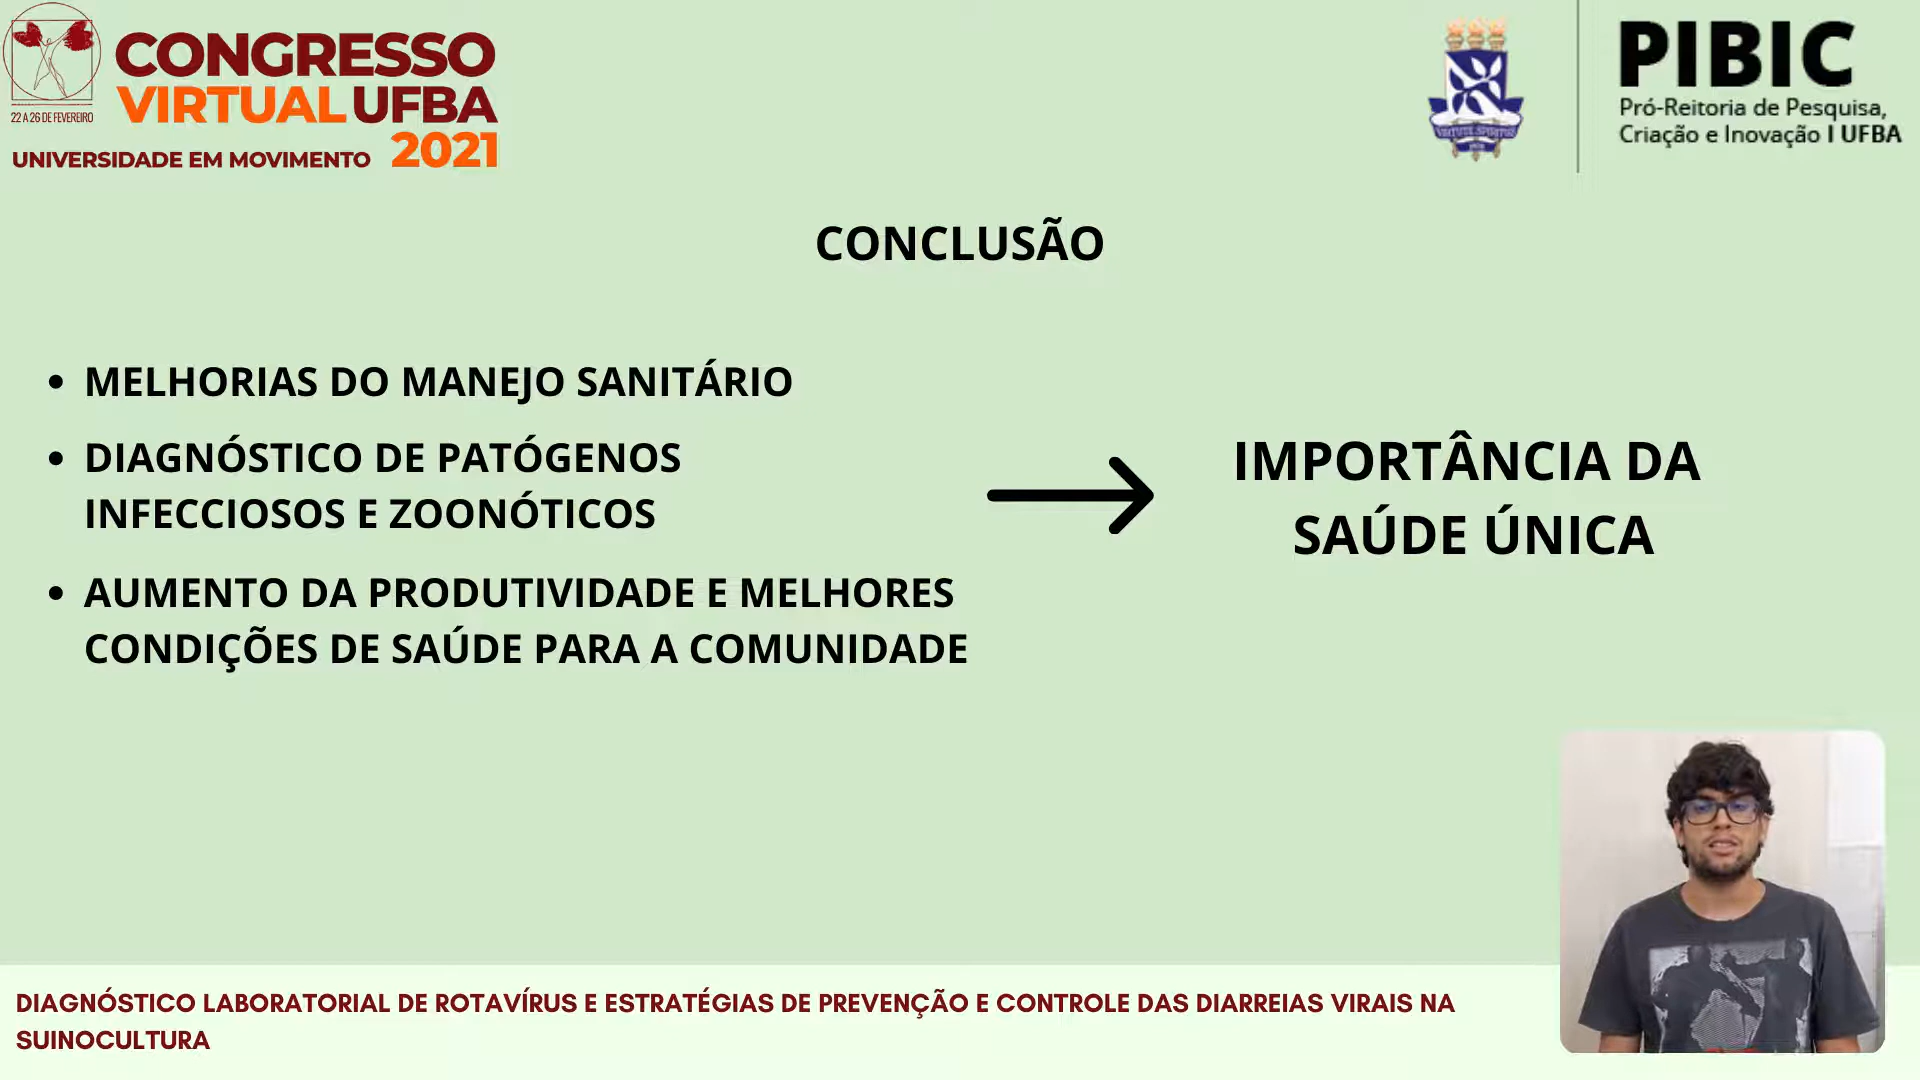 CONGRESSO
VIRTUAL UFBA
22 A 26 DE FEVEREIRO
2021
UNIVERSIDADE EM MOVIMENTO
PIBIC
Pró-Reitoria de Pesquisa,
Criação e Inovação I UFBA
CONCLUSÃO
• MELHORIAS DO MANEJO SANITÁRIO
• DIAGNÓSTICO DE PATÓGENOS
INFECCIOSOS E ZOONÓTICOS
• AUMENTO DA PRODUTIVIDADE E MELHORES
CONDIÇÕES DE SAÚDE PARA A COMUNIDADE
IMPORTÂNCIA DA
SAÚDE ÚNICA
DIAGNÓSTICO LABORATORIAL DE ROTAVÍRUS E ESTRATÉGIAS DE PREVENÇÃO E CONTROLE DAS DIARREIAS VIRAIS NA
SUINOCULTURA